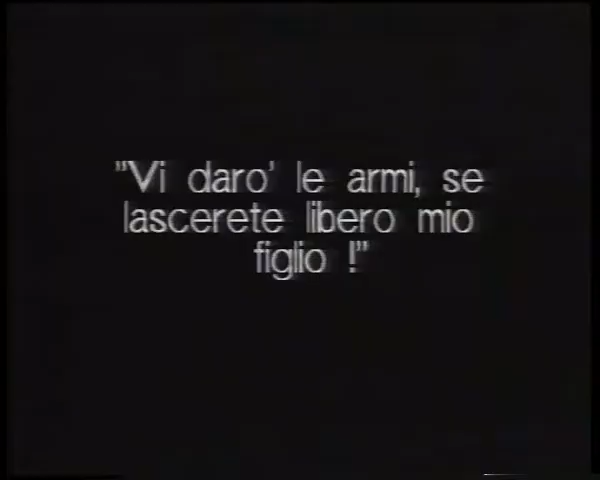 "Vi daro' le armi, se
lascerete libero mio
figlio !"